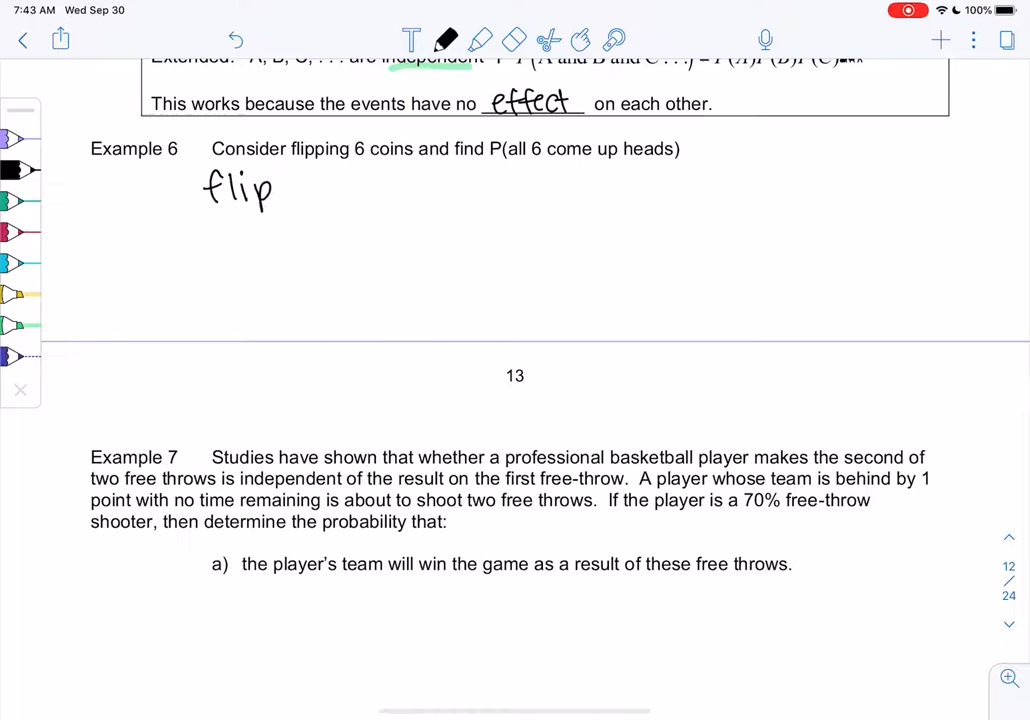 7:43 AM Wed Sep 30
100%
Extended: A, B, C, . . . are independent P(A and B and C . . .) = P(A)P(B)P(C)
This works because the events have no effect on each other.
Example 6 Consider flipping 6 coins and find P(all 6 come up heads)
flip
13
Example 7 Studies have shown that whether a professional basketball player makes the second of
two free throws is independent of the result on the first free-throw. A player whose team is behind by 1
point with no time remaining is about to shoot two free throws. If the player is a 70% free-throw
shooter, then determine the probability that:
a) the player's team will win the game as a result of these free throws.
12
/
24